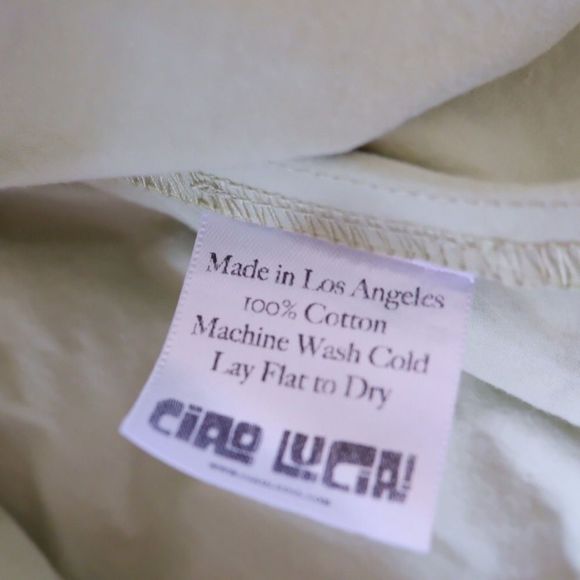 Made in Los Angeles
100% Cotton
Machine Wash Cold
Lay Flat to Dry
CIAO LUCIA!